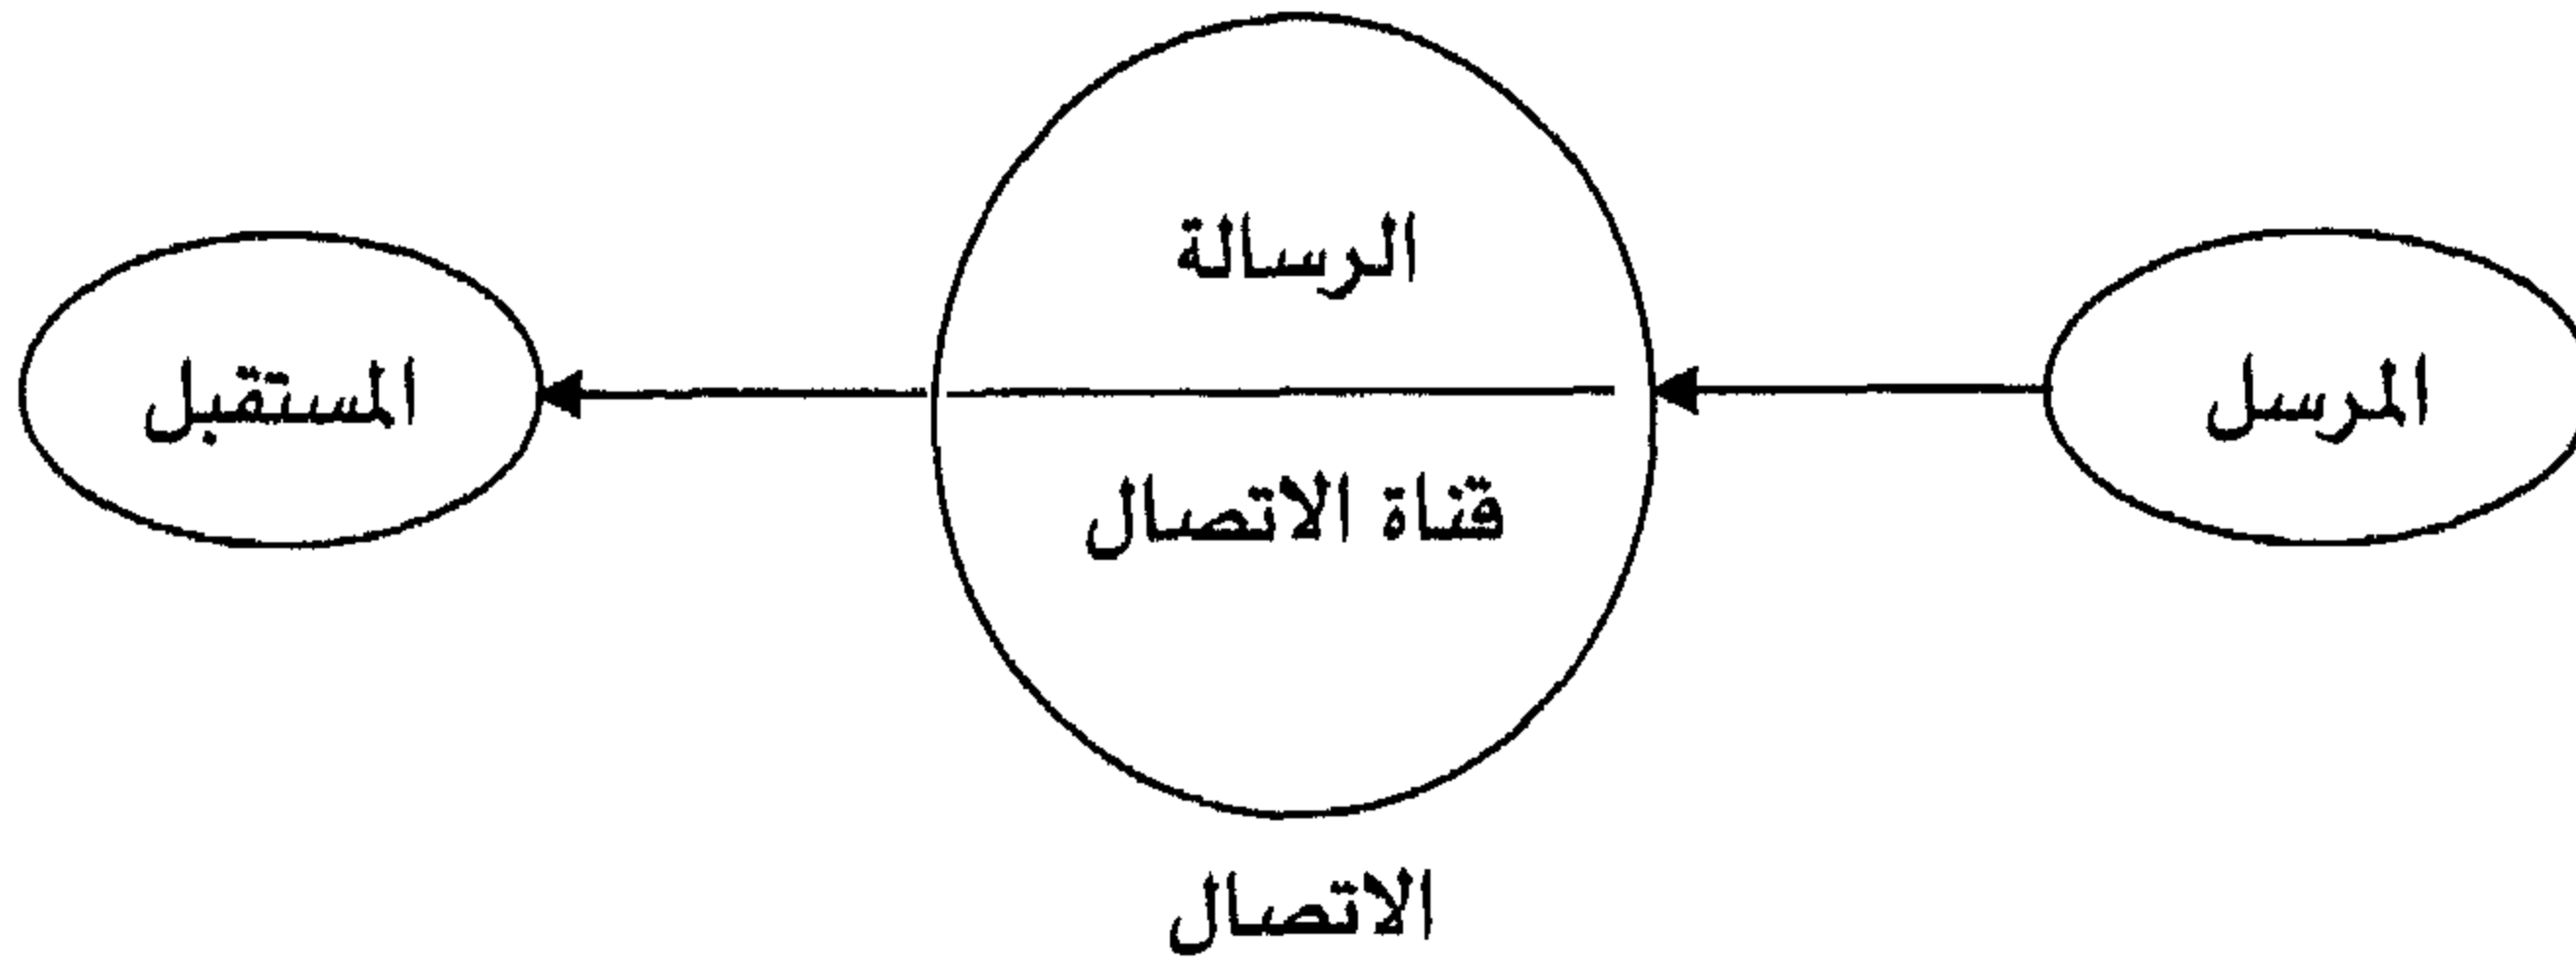 المرسل
الرسالة
قناة الاتصال
المستقبل
الاتصال